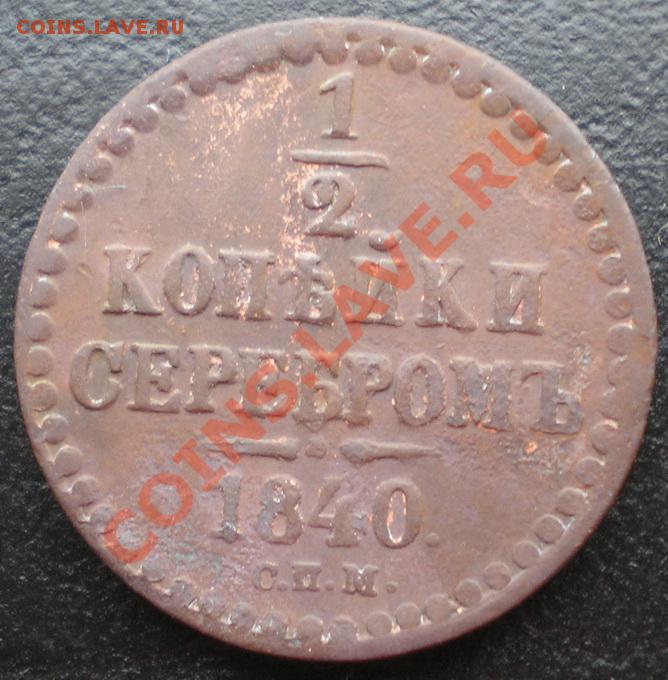 COINS.LAVE.RU
1
2
КОПѢЙКИ
СЕРЕБРОМЪ
1840.
С.П.М.
COINS.LAVE.RU